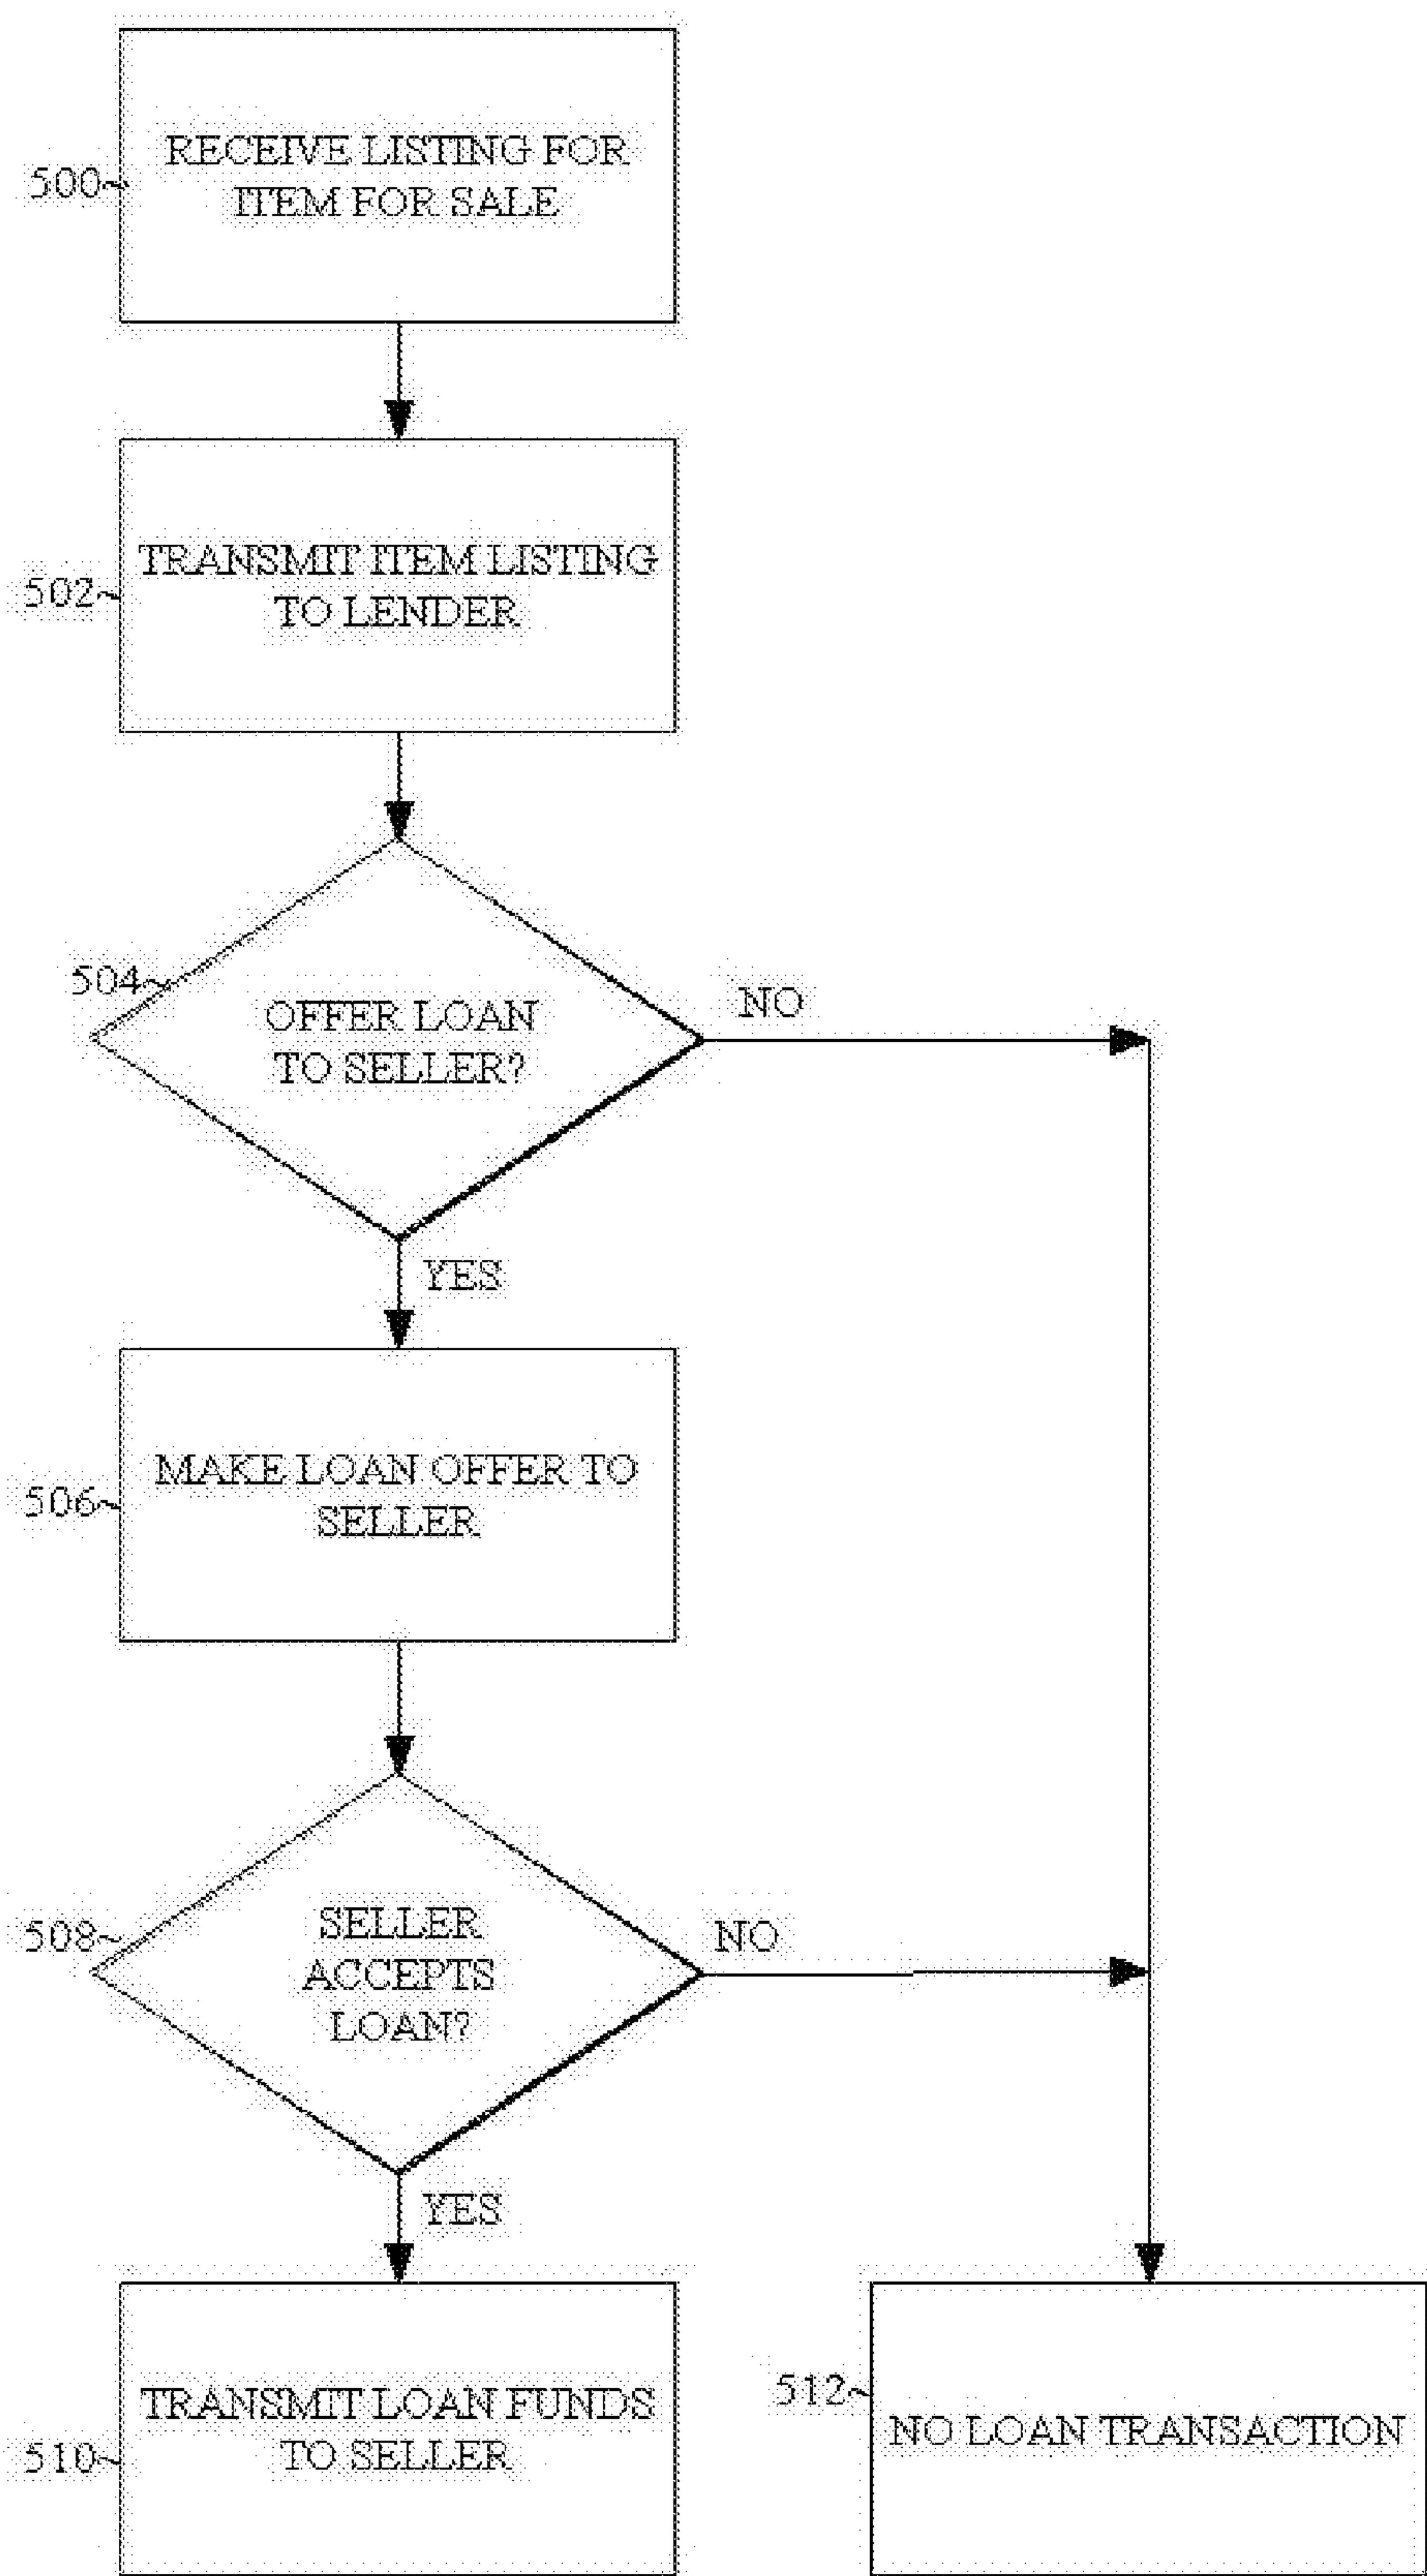 500
RECEIVE LISTING FOR
ITEM FOR SALE
502
TRANSMIT ITEM LISTING
TO LENDER
504
OFFER LOAN
TO SELLER?
NO
YES
506
MAKE LOAN OFFER TO
SELLER
508
SELLER
ACCEPTS
LOAN?
NO
YES
510
TRANSMIT LOAN FUNDS
TO SELLER
512
NO LOAN TRANSACTION